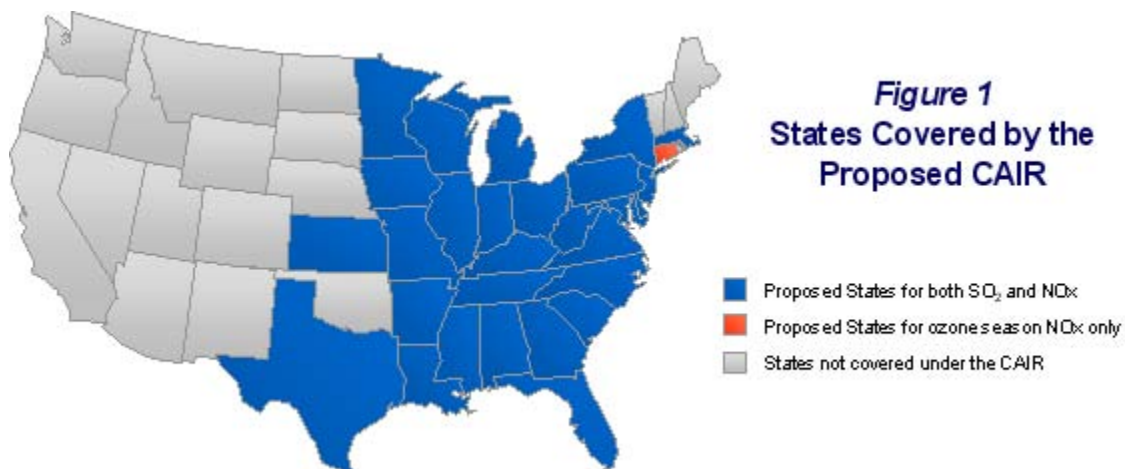 Figure 1
States Covered by the
Proposed CAIR
Proposed States for both SO₂ and NOx
Proposed States for ozone season NOx only
States not covered under the CAIR